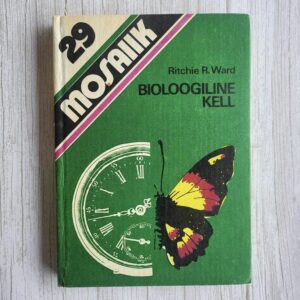 29
MOSAIIK
Ritchie R. Ward
BIOLOOGILINE
KELL